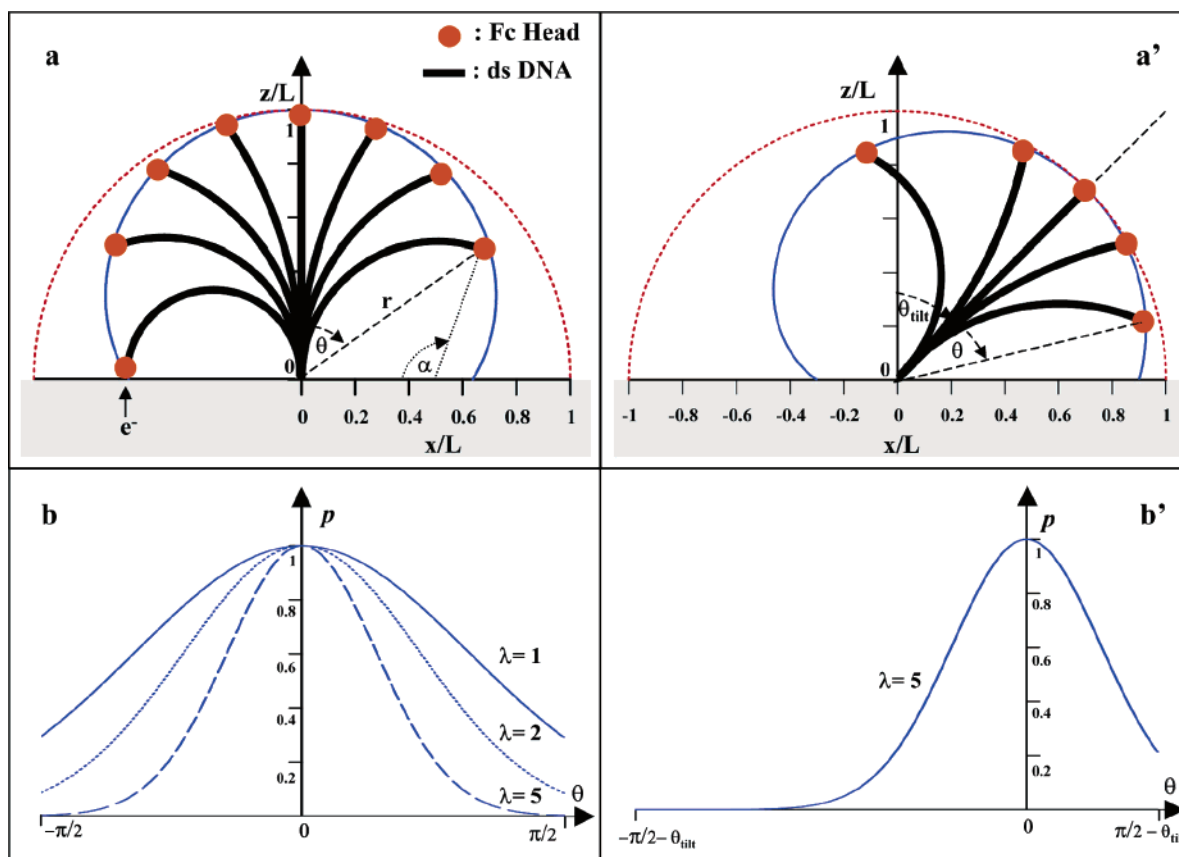 a
: Fc Head
: ds DNA
z/L
1
r
θ
α
0
e-
0 0.2 0.4 0.6 0.8 1
x/L
a’
z/L
1
θtilt
θ
0
-1 -0.8 -0.6 -0.4 -0.2 0 0.2 0.4 0.6 0.8 1
x/L
b
p
1
0.8
0.6
0.4
0.2
λ= 1
λ= 2
λ= 5
θ
−π/2
0
π/2
b’
p
1
0.8
0.6
0.4
0.2
λ= 5
θ
−π/2− θtilt
0
π/2 − θtilt